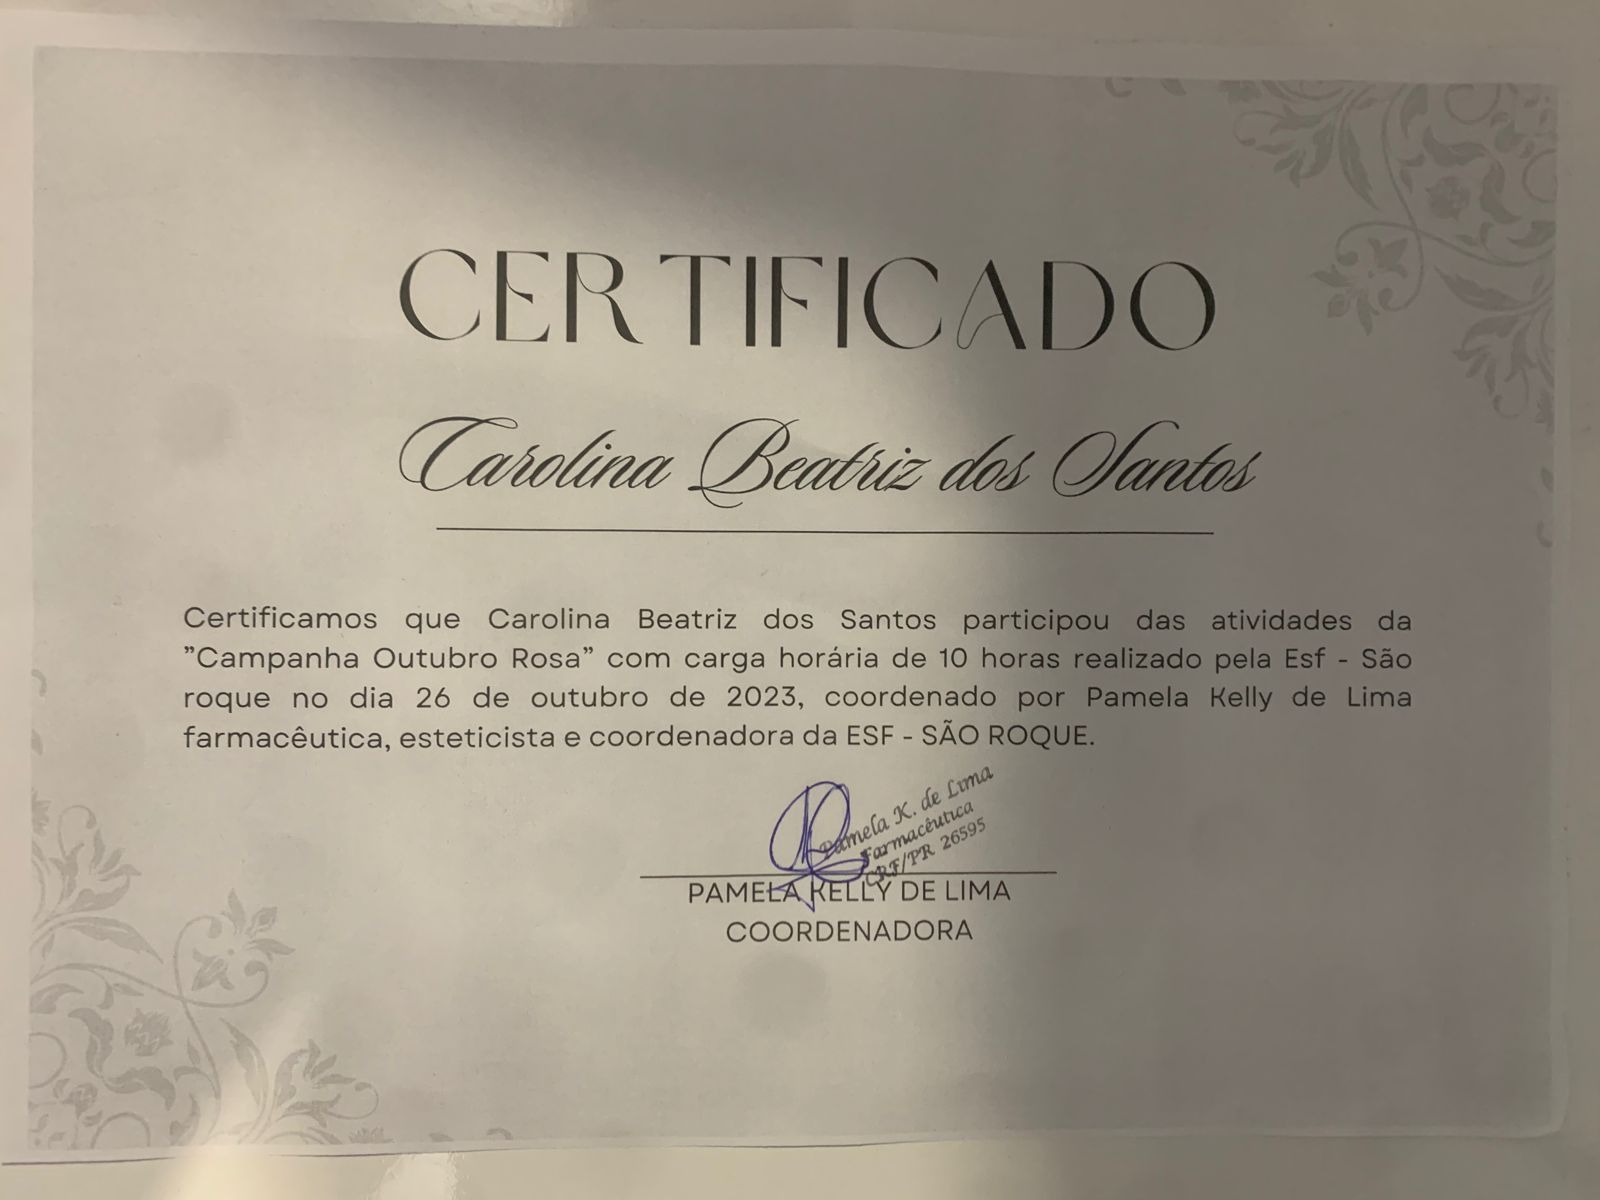 CERTIFICADO
Carolina Beatriz dos Santos
Certificamos que Carolina Beatriz dos Santos participou das atividades da
”Campanha Outubro Rosa” com carga horária de 10 horas realizado pela Esf - São
roque no dia 26 de outubro de 2023, coordenado por Pamela Kelly de Lima
farmacêutica, esteticista e coordenadora da ESF - SÃO ROQUE.
Pamela K. de Lima
Farmacêutica
CRF/PR 26595
PAMELA KELLY DE LIMA
COORDENADORA